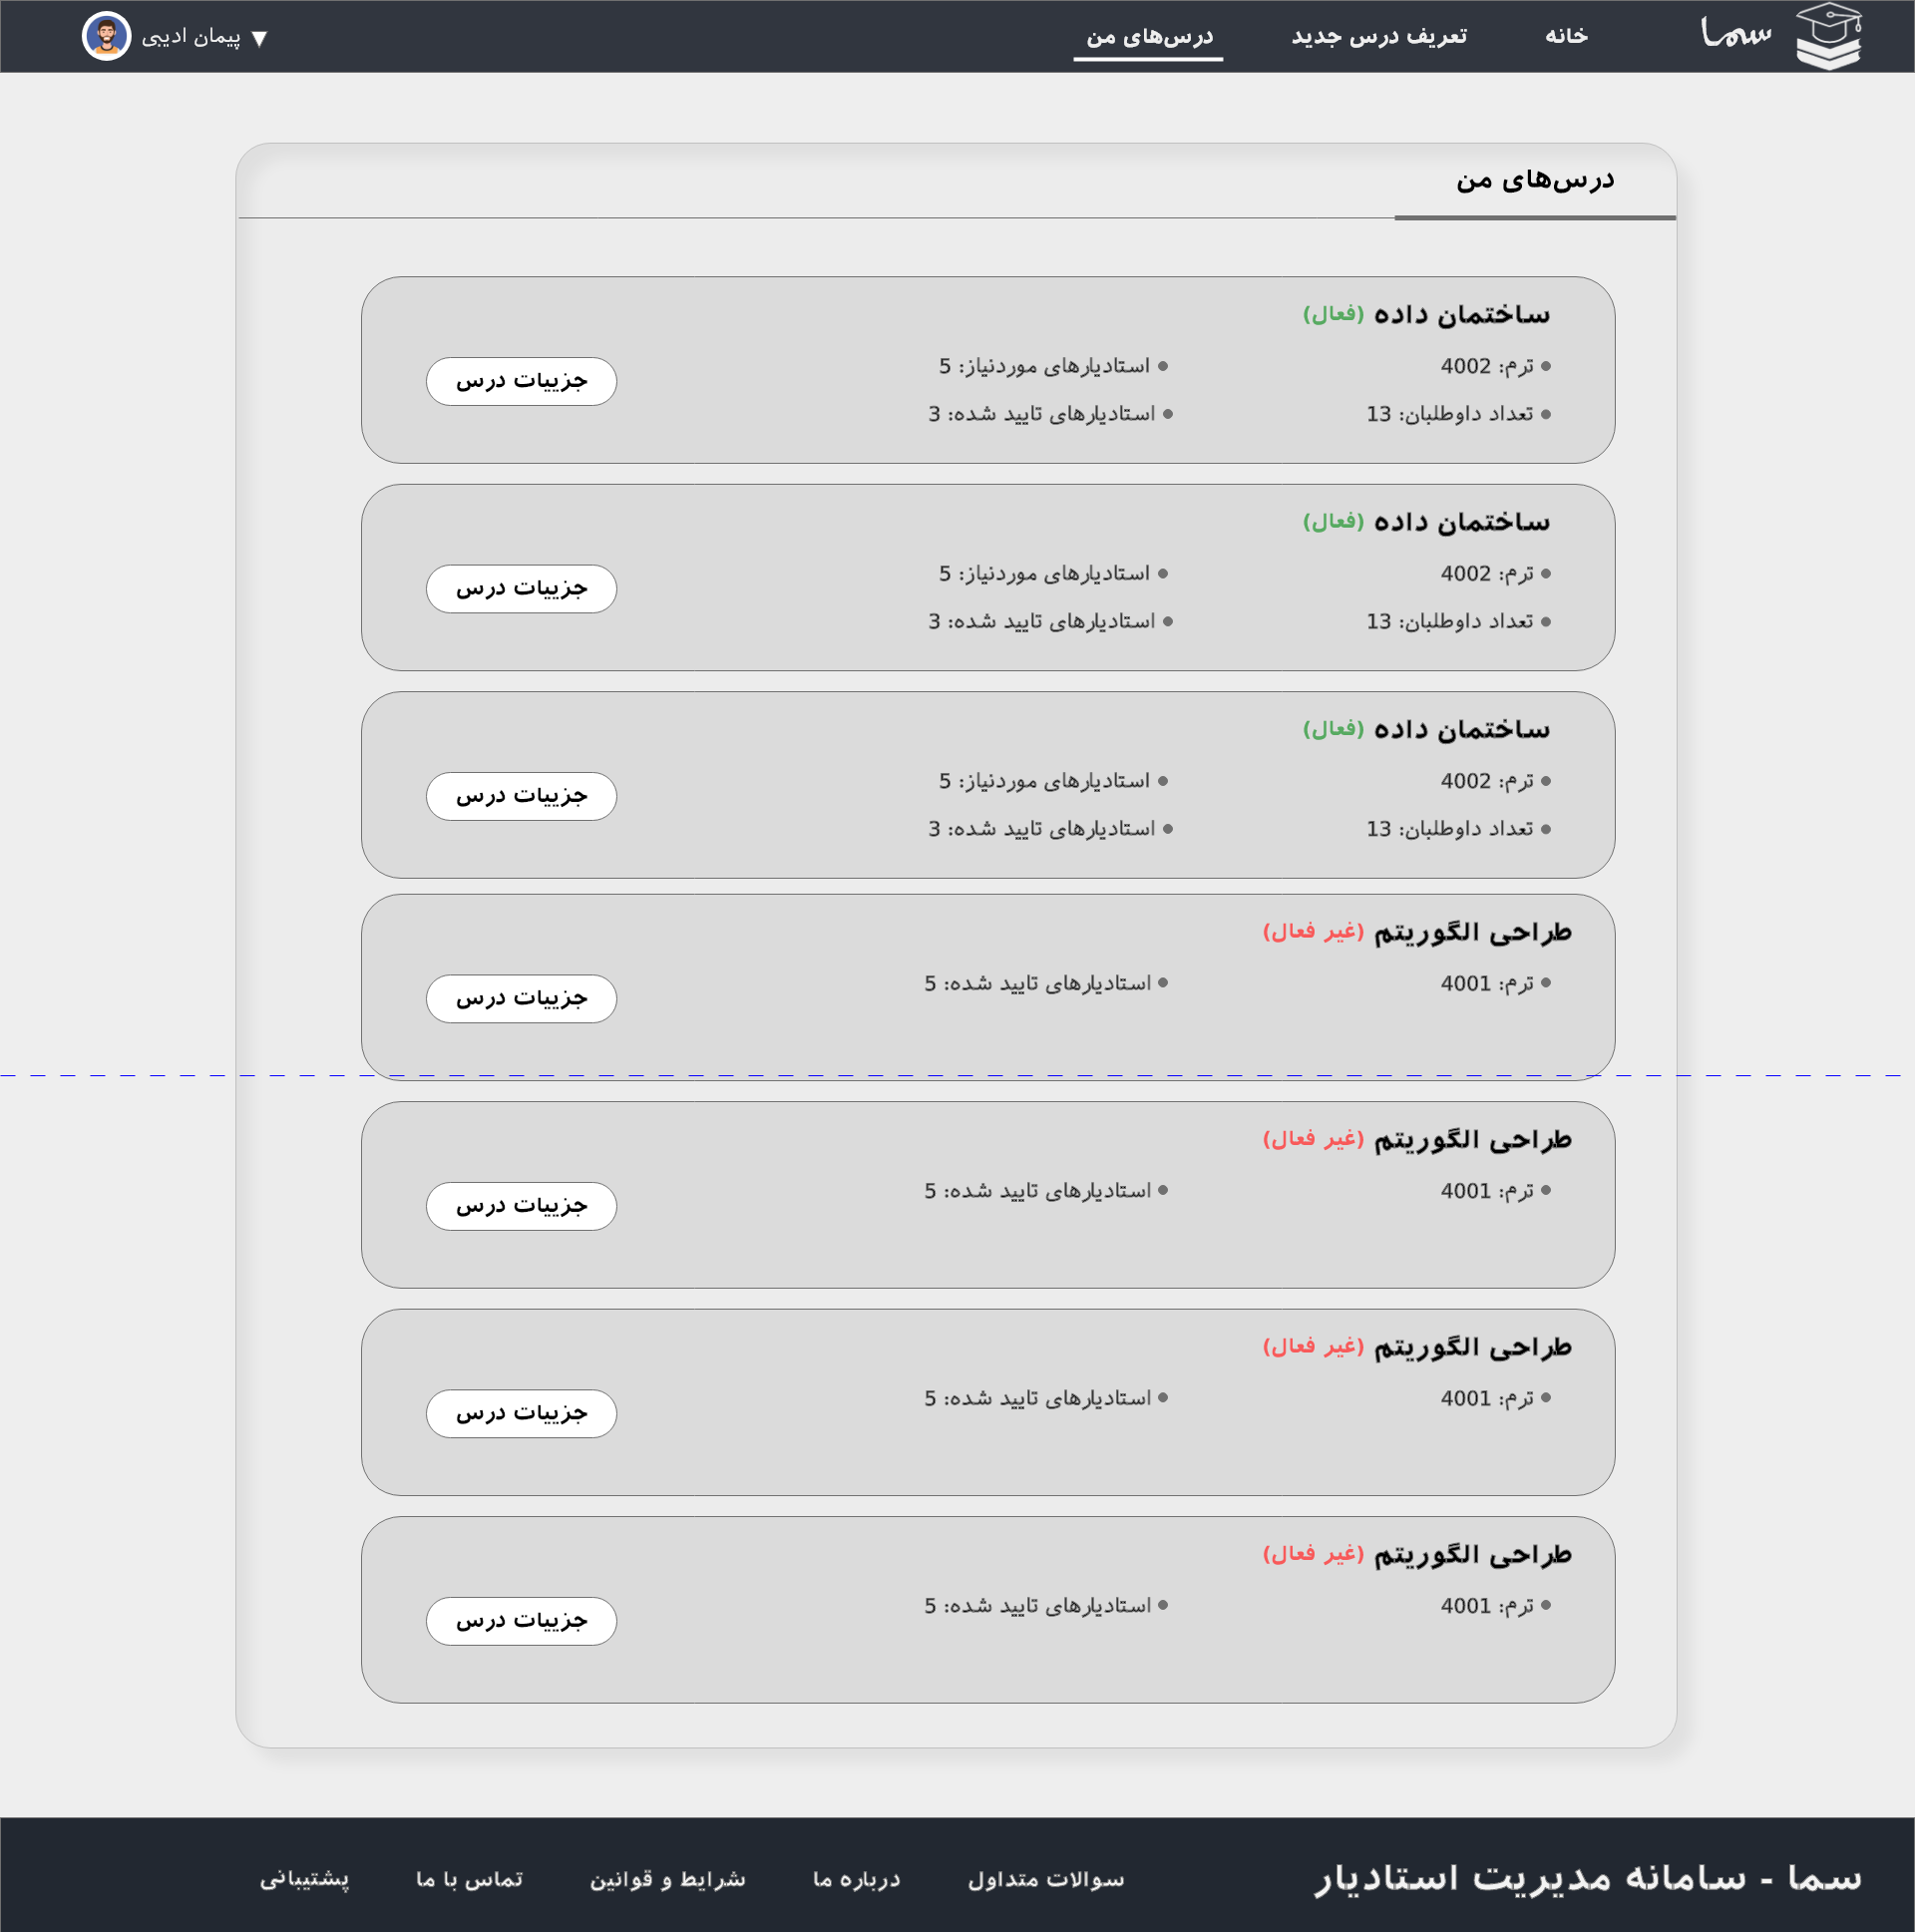 سما
خانه
تعریف درس جدید
درس‌های من
▼ پیمان ادیبی
درس‌های من
ساختمان داده (فعال)
ترم: 4002
استادیارهای موردنیاز: 5
تعداد داوطلبان: 13
استادیارهای تایید شده: 3
جزییات درس
ساختمان داده (فعال)
ترم: 4002
استادیارهای موردنیاز: 5
تعداد داوطلبان: 13
استادیارهای تایید شده: 3
جزییات درس
ساختمان داده (فعال)
ترم: 4002
استادیارهای موردنیاز: 5
تعداد داوطلبان: 13
استادیارهای تایید شده: 3
جزییات درس
طراحی الگوریتم (غیر فعال)
ترم: 4001
استادیارهای تایید شده: 5
جزییات درس
طراحی الگوریتم (غیر فعال)
ترم: 4001
استادیارهای تایید شده: 5
جزییات درس
طراحی الگوریتم (غیر فعال)
ترم: 4001
استادیارهای تایید شده: 5
جزییات درس
طراحی الگوریتم (غیر فعال)
ترم: 4001
استادیارهای تایید شده: 5
جزییات درس
سما - سامانه مدیریت استادیار
سوالات متداول
درباره ما
شرایط و قوانین
تماس با ما
پشتیبانی